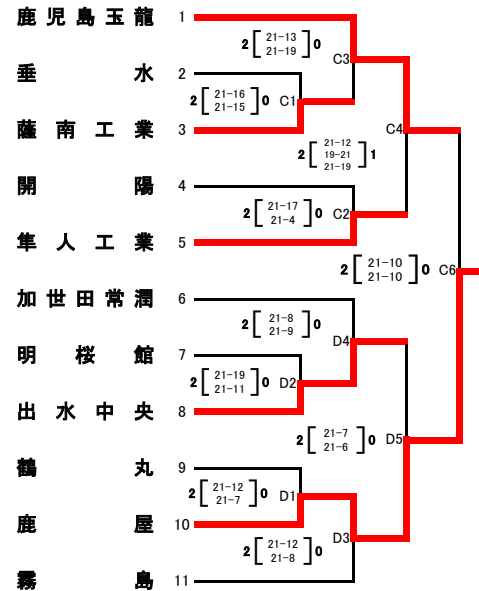 鹿児島玉龍 1
2 [21-13 21-19] 0
C3
垂水 2
2 [21-16 21-15] 0 C1
薩南工業 3
C4
2 [21-12 19-21 21-19] 1
開陽 4
2 [21-17 21-4] 0 C2
隼人工業 5
2 [21-10 21-10] 0 C6
加世田常潤 6
2 [21-8 21-9] 0
D4
明桜館 7
2 [21-19 21-11] 0 D2
出水中央 8
2 [21-7 21-6] 0 D5
鶴丸 9
2 [21-12 21-7] 0 D1
鹿屋 10
D3
2 [21-12 21-8] 0
霧島 11